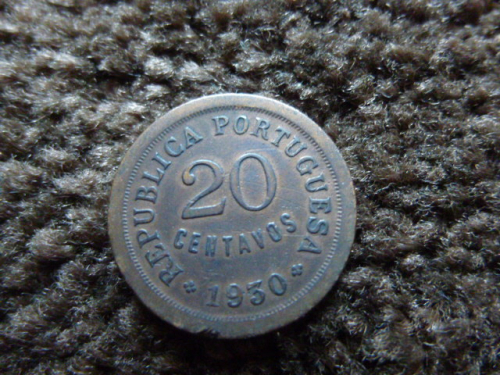 REPUBLICA PORTUGUESA
20
CENTAVOS
* 1930 *